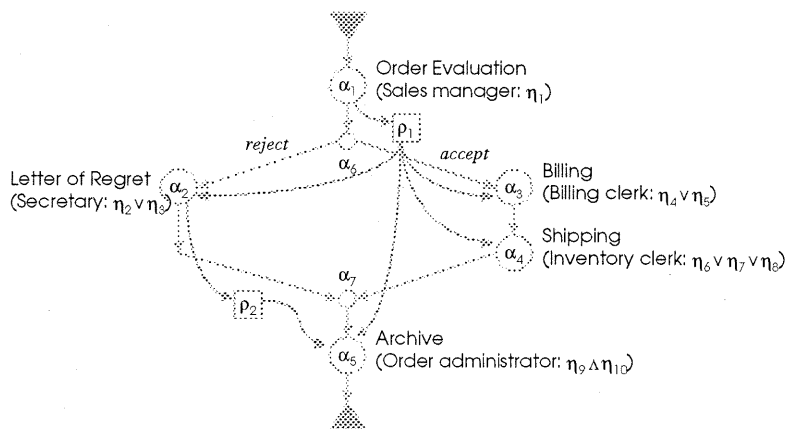 Order Evaluation
α1
(Sales manager: η1)
ρ1
reject
accept
α6
Letter of Regret
α2
(Secretary: η2 ∨ η3)
Billing
α3
(Billing clerk: η4 ∨ η5)
Shipping
α4
(Inventory clerk: η6 ∨ η7 ∨ η8)
α7
ρ2
Archive
α5
(Order administrator: η9 Λ η10)